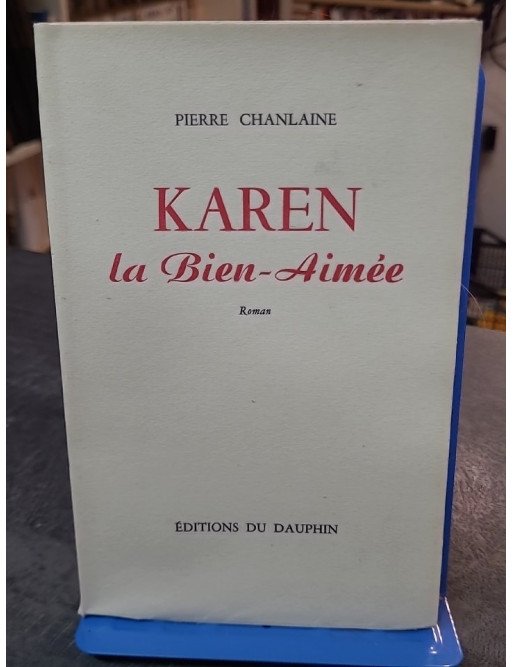 PIERRE CHANLAINE
KAREN
la Bien-Aimée
Roman
ÉDITIONS DU DAUPHIN